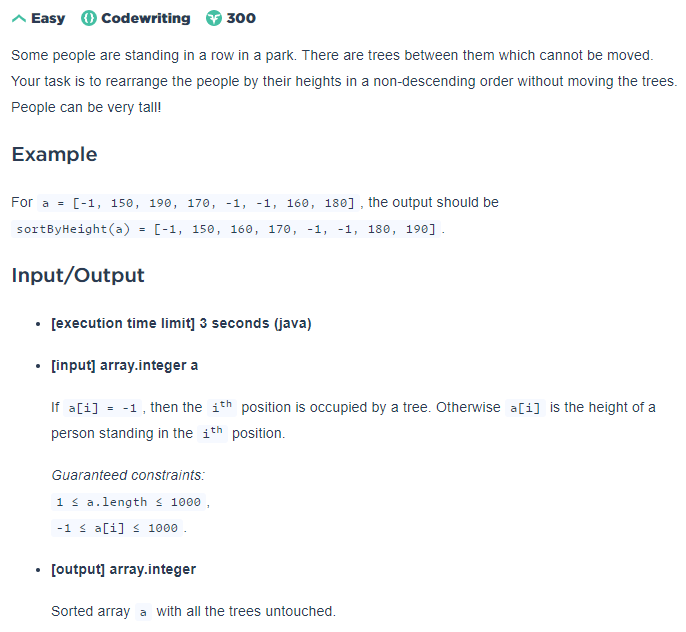 Easy Codewriting 300
Some people are standing in a row in a park. There are trees between them which cannot be moved.
Your task is to rearrange the people by their heights in a non-descending order without moving the trees.
People can be very tall!
Example
For a = [-1, 150, 190, 170, -1, -1, 160, 180] , the output should be
sortByHeight(a) = [-1, 150, 160, 170, -1, -1, 180, 190] .
Input/Output
• [execution time limit] 3 seconds (java)
• [input] array.integer a
If a[i] = -1 , then the ith position is occupied by a tree. Otherwise a[i] is the height of a
person standing in the ith position.
Guaranteed constraints:
1 ≤ a.length ≤ 1000 ,
-1 ≤ a[i] ≤ 1000 .
• [output] array.integer
Sorted array a with all the trees untouched.